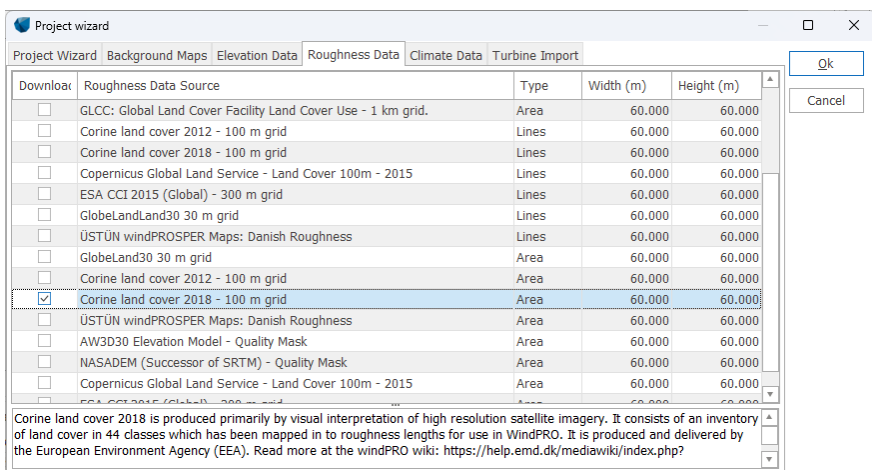 Project wizard
Project Wizard Background Maps Elevation Data Roughness Data Climate Data Turbine Import
Ok
Cancel
Download Roughness Data Source Type Width (m) Height (m)
GLCC: Global Land Cover Facility Land Cover Use - 1 km grid. Area 60.000 60.000
Corine land cover 2012 - 100 m grid Lines 60.000 60.000
Corine land cover 2018 - 100 m grid Lines 60.000 60.000
Copernicus Global Land Service - Land Cover 100m - 2015 Lines 60.000 60.000
ESA CCI 2015 (Global) - 300 m grid Lines 60.000 60.000
GlobeLandLand30 30 m grid Lines 60.000 60.000
ÜSTÜN windPROSPER Maps: Danish Roughness Lines 60.000 60.000
GlobeLand30 30 m grid Area 60.000 60.000
Corine land cover 2012 - 100 m grid Area 60.000 60.000
Corine land cover 2018 - 100 m grid Area 60.000 60.000
ÜSTÜN windPROSPER Maps: Danish Roughness Area 60.000 60.000
AW3D30 Elevation Model - Quality Mask Area 60.000 60.000
NASADEM (Successor of SRTM) - Quality Mask Area 60.000 60.000
Copernicus Global Land Service - Land Cover 100m - 2015 Area 60.000 60.000
Corine land cover 2018 is produced primarily by visual interpretation of high resolution satellite imagery. It consists of an inventory
of land cover in 44 classes which has been mapped in to roughness lengths for use in WindPRO. It is produced and delivered by
the European Environment Agency (EEA). Read more at the windPRO wiki: https://help.emd.dk/mediawiki/index.php?